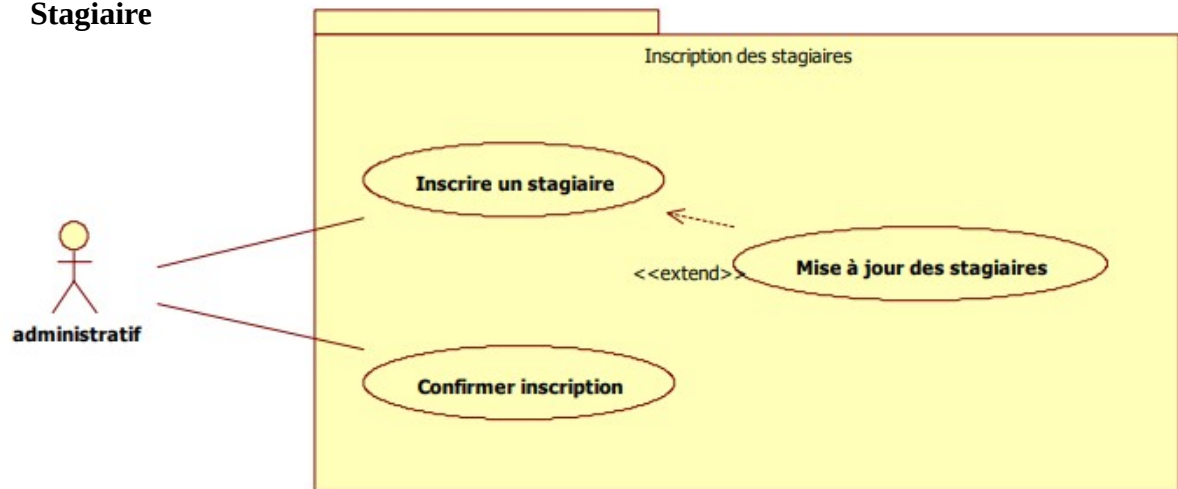 Stagiaire
Inscription des stagiaires
Inscrire un stagiaire
<<extend>>
Mise à jour des stagiaires
administratif
Confirmer inscription